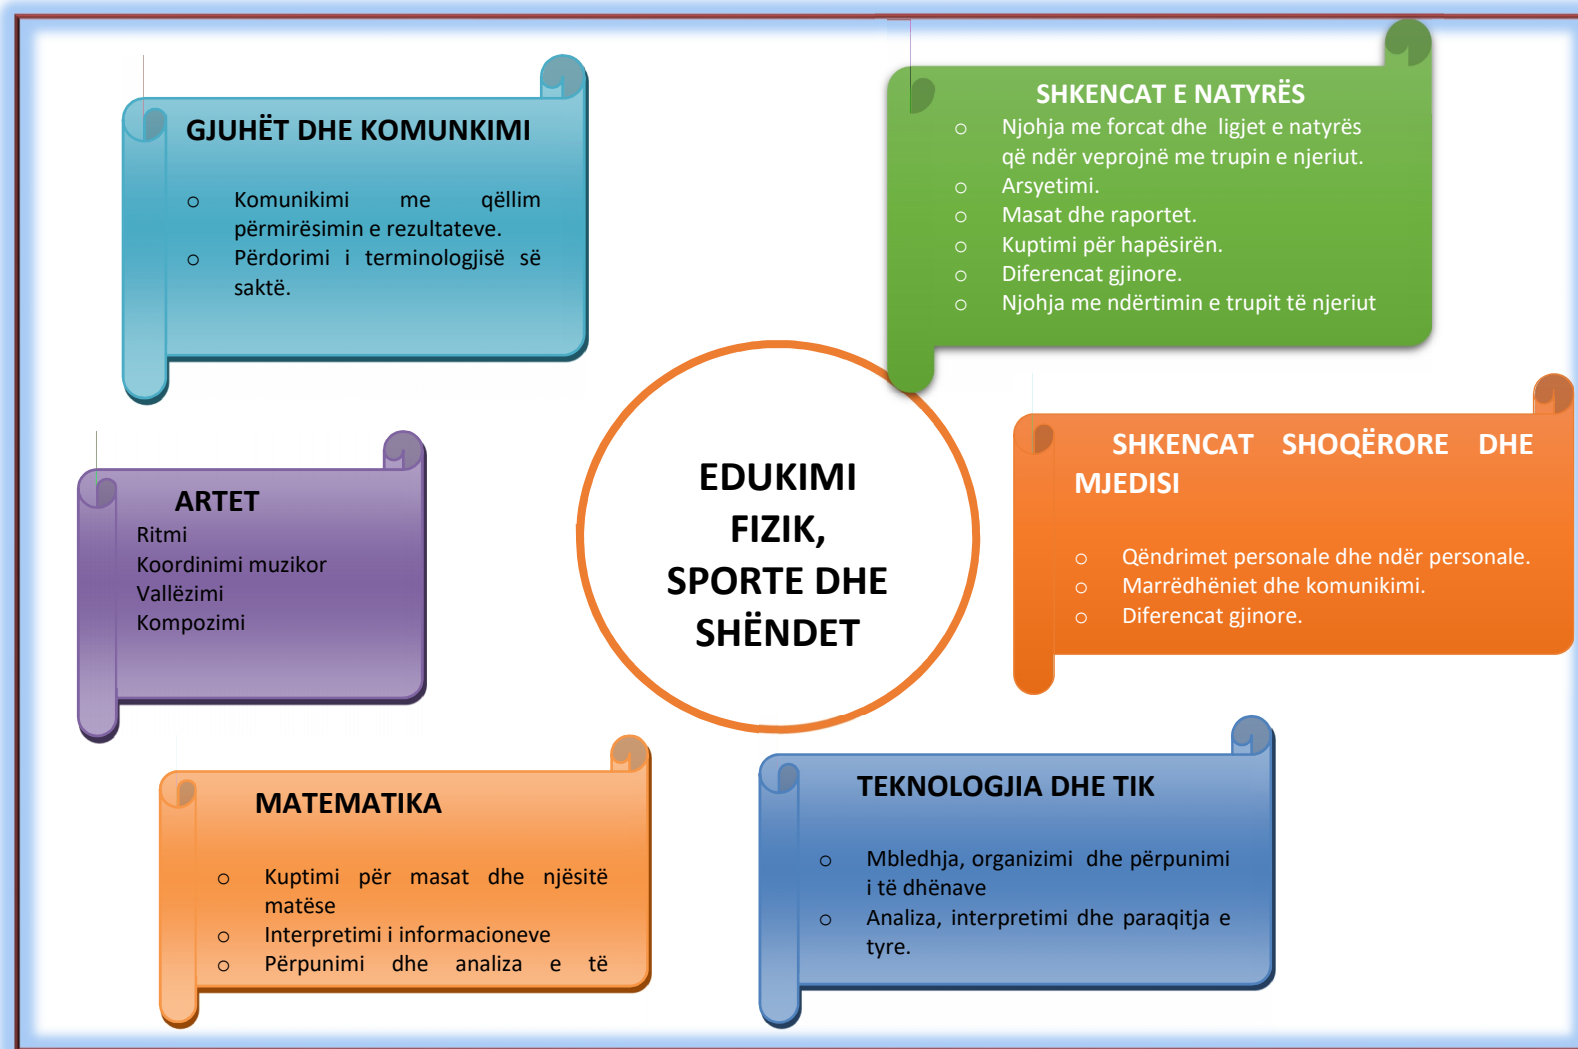 GJUHËT DHE KOMUNKIMI
o Komunikimi me qëllim
përmirësimin e rezultateve.
o Përdorimi i terminologjisë së
saktë.
SHKENCAT E NATYRËS
o Njohja me forcat dhe ligjet e natyrës
që ndër veprojnë me trupin e njeriut.
o Arsyetimi.
o Masat dhe raportet.
o Kuptimi për hapësirën.
o Diferencat gjinore.
o Njohja me ndërtimin e trupit të njeriut
ARTET
Ritmi
Koordinimi muzikor
Vallëzimi
Kompozimi
EDUKIMI
FIZIK,
SPORTE DHE
SHËNDET
SHKENCAT SHOQËRORE DHE
MJEDISI
o Qëndrimet personale dhe ndër personale.
o Marrëdhëniet dhe komunikimi.
o Diferencat gjinore.
MATEMATIKA
o Kuptimi për masat dhe njësitë
matëse
o Interpretimi i informacioneve
o Përpunimi dhe analiza e të
TEKNOLOGJIA DHE TIK
o Mbledhja, organizimi dhe përpunimi
i të dhënave
o Analiza, interpretimi dhe paraqitja e
tyre.